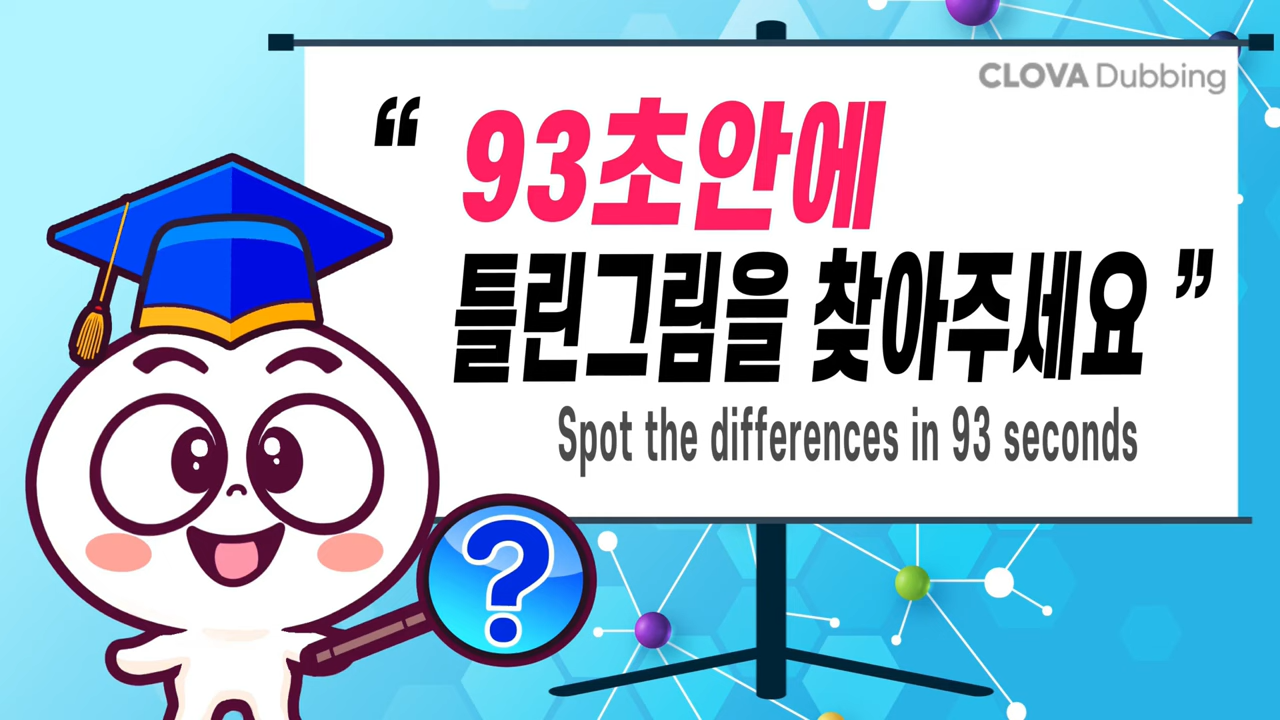 CLOVA Dubbing
“ 93초안에
틀린그림을 찾아주세요 ”
Spot the differences in 93 seconds
?